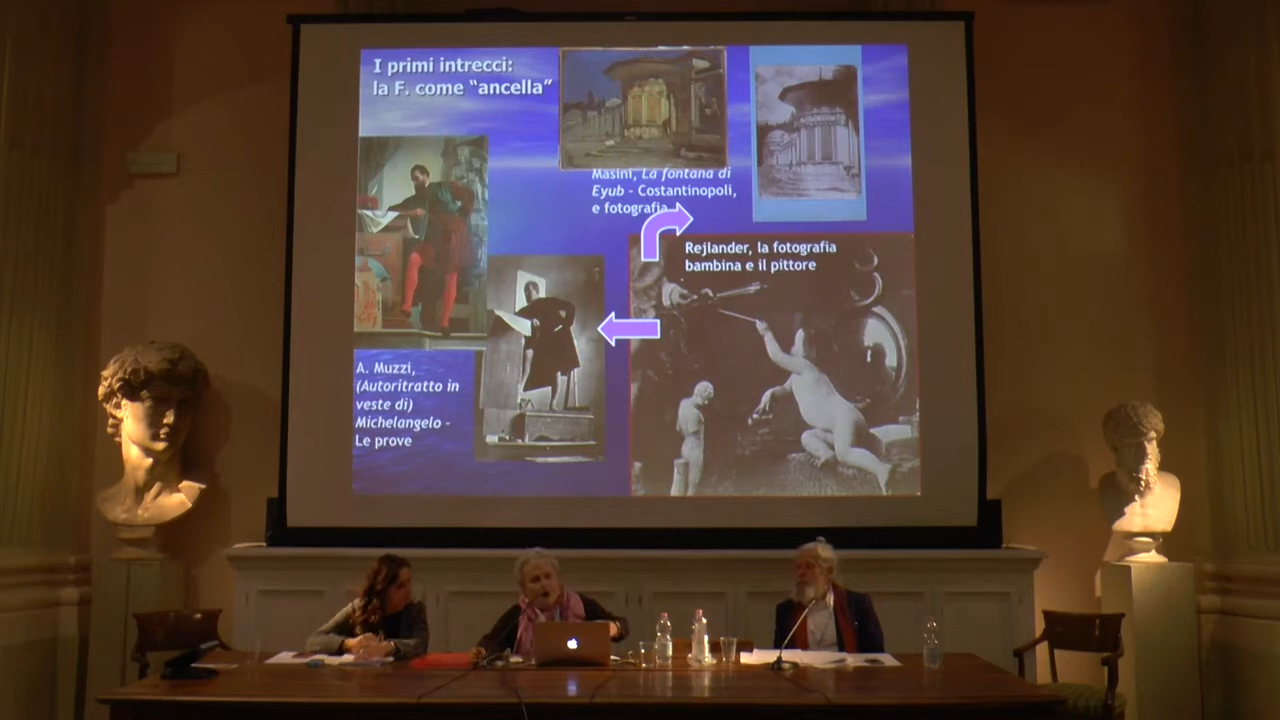 I primi intrecci:
la F. come “ancella”
Masini, La fontana di
Eyub - Costantinopoli,
e fotografia
Rejlander, la fotografia
bambina e il pittore
A. Muzzi,
(Autoritratto in
veste di)
Michelangelo -
Le prove